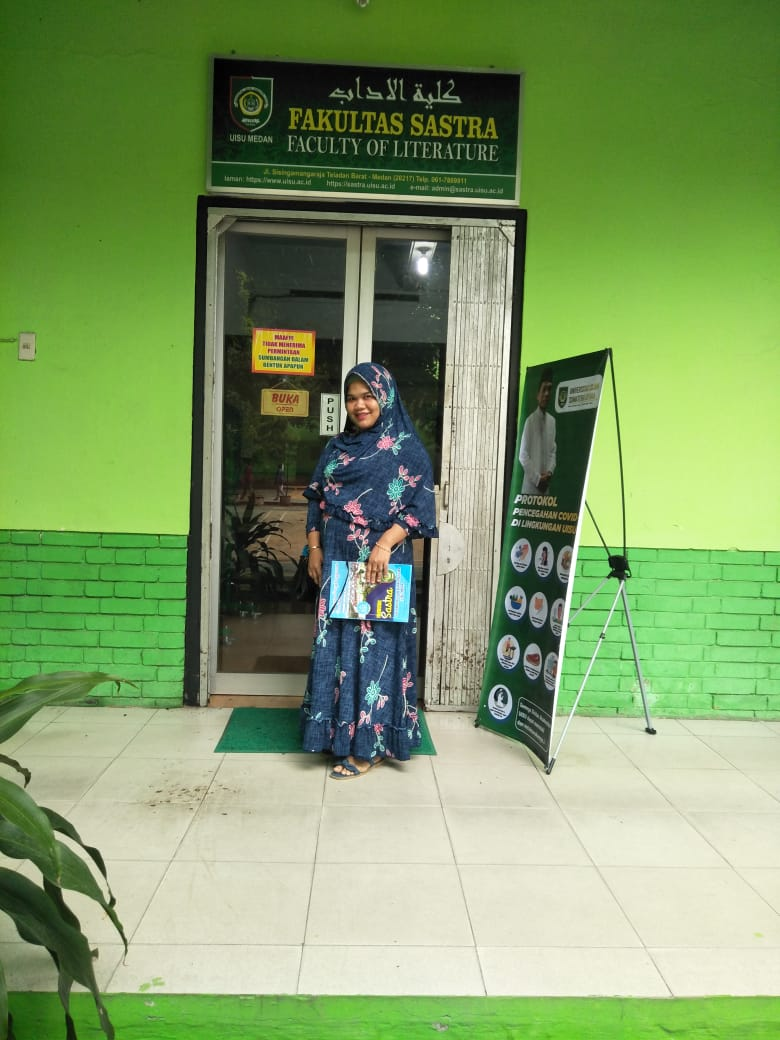 كلية الاداب
UISU MEDAN
FAKULTAS SASTRA
FACULTY OF LITERATURE
Jl. Sisingamangaraja Teladan Barat - Medan (20217) Telp. 061-7869911
laman: https://www.uisu.ac.id https://sastra.uisu.ac.id e-mail: admin@sastra.uisu.ac.id
MAAF!!!
TIDAK MENERIMA
PERMINTAAN
SUMBANGAN DALAM
BENTUK APAPUN
BUKA
OPEN
PUSH
Sastra
PROTOKOL
PENCEGAHAN COVID
DI LINGKUNGAN UISU